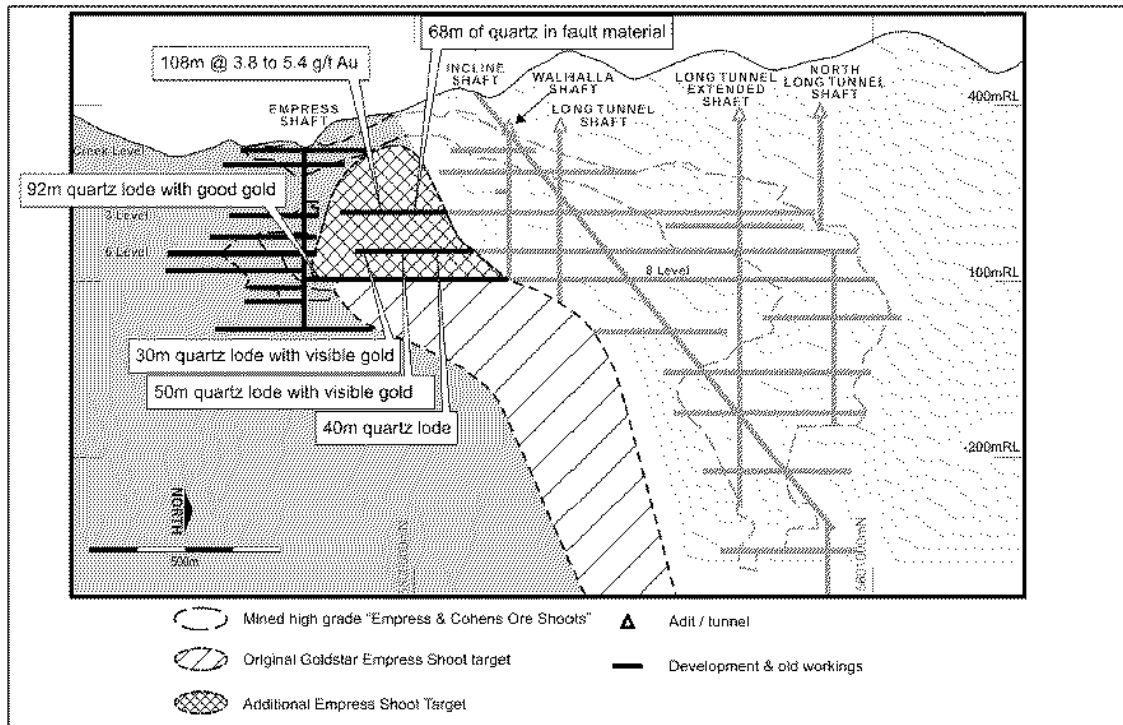 68m of quartz in fault material
108m @ 3.8 to 5.4 g/t Au
INCLINE
SHAFT
WALHALLA
SHAFT
LONG TUNNEL
EXTENDED
SHAFT
NORTH
LONG TUNNEL
SHAFT
400mRL
EMPRESS
SHAFT
LONG TUNNEL
SHAFT
Creek Level
92m quartz lode with good gold
6 Level
8 Level
100mRL
30m quartz lode with visible gold
50m quartz lode with visible gold
40m quartz lode
-200mRL
NORTH
500m
Mined high grade "Empress & Cohens Ore Shoots"
Adit / tunnel
Original Goldstar Empress Shoot target
Development & old workings
Additional Empress Shoot Target